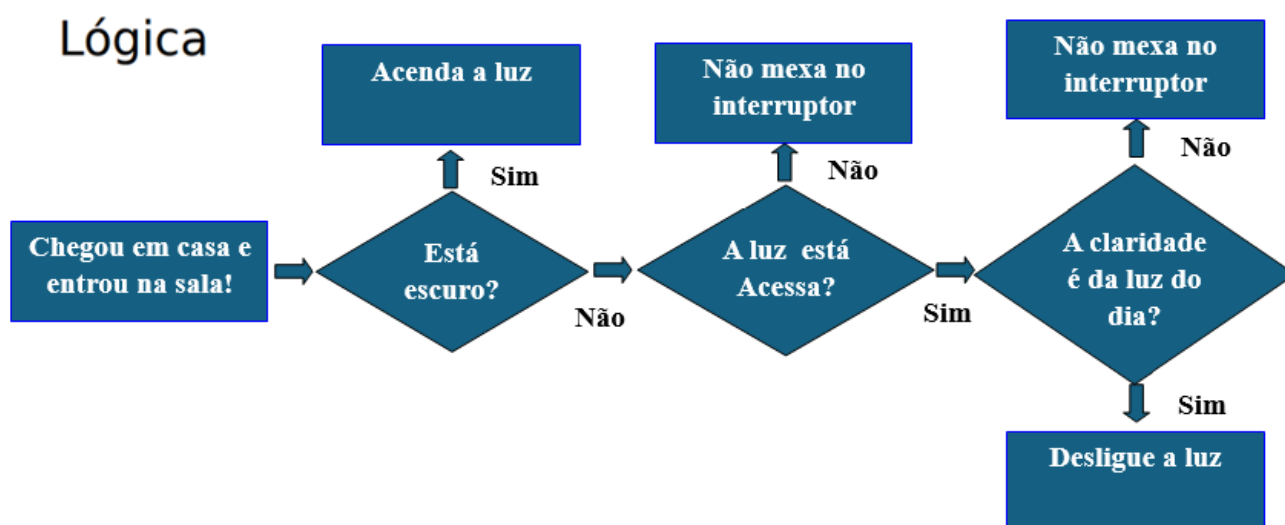 Lógica
Acenda a luz
Não mexa no
interruptor
Não mexa no
interruptor
Sim
Não
Não
Chegou em casa e
entrou na sala!
Está
escuro?
A luz está
Acessa?
A claridade
é da luz do
dia?
Não
Sim
Sim
Desligue a luz